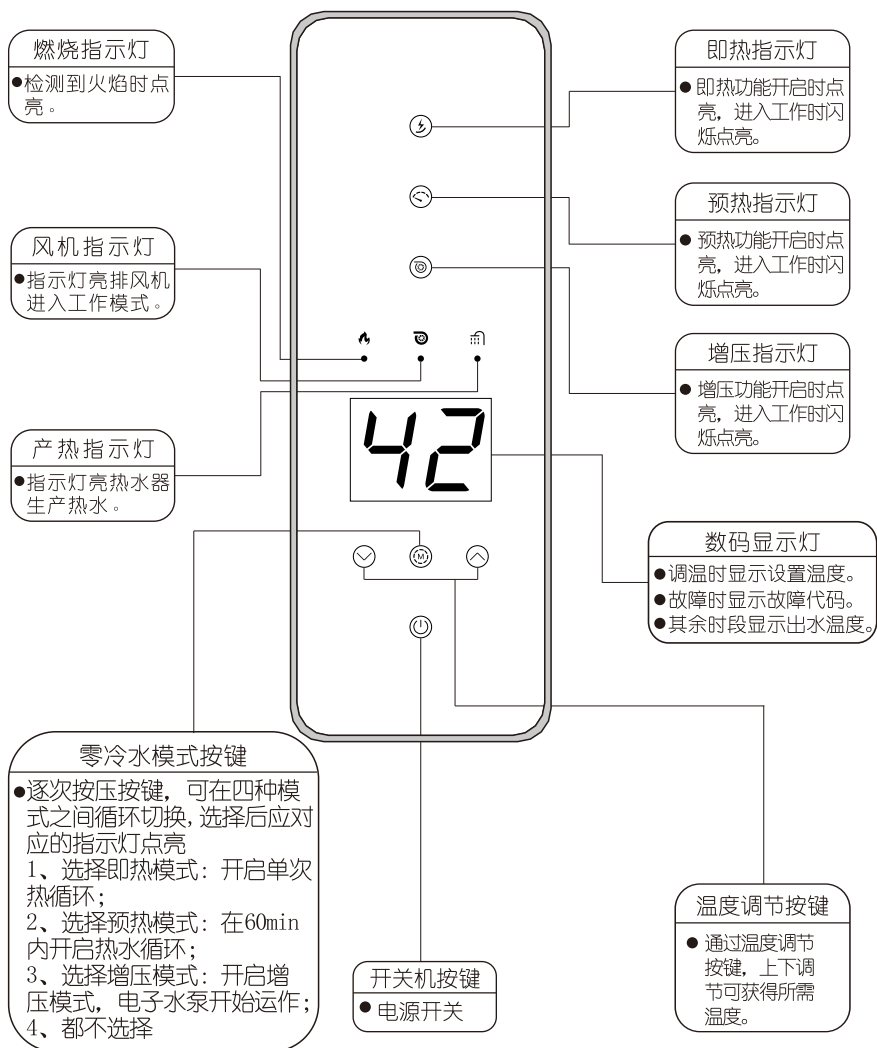 燃烧指示灯
●检测到火焰时点
亮。
风机指示灯
●指示灯亮排风机
进入工作模式。
产热指示灯
●指示灯亮热水器
生产热水。
零冷水模式按键
●逐次按压按键，可在四种模
式之间循环切换,选择后应对
应的指示灯点亮
1、选择即热模式：开启单次
热循环；
2、选择预热模式：在60min
内开启热水循环；
3、选择增压模式：开启增
压模式，电子水泵开始运作；
4、都不选择
42
M
开关机按键
● 电源开关
即热指示灯
● 即热功能开启时点
亮，进入工作时闪
烁点亮。
预热指示灯
● 预热功能开启时点
亮，进入工作时闪
烁点亮。
增压指示灯
● 增压功能开启时点
亮，进入工作时闪
烁点亮。
数码显示灯
●调温时显示设置温度。
●故障时显示故障代码。
●其余时段显示出水温度。
温度调节按键
● 通过温度调节
按键，上下调
节可获得所需
温度。